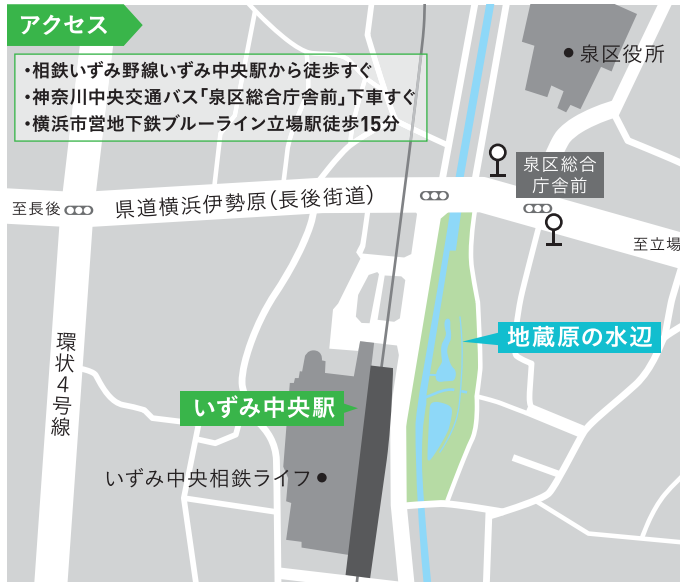 アクセス
・相鉄いずみ野線いずみ中央駅から徒歩すぐ
・神奈川中央交通バス「泉区総合庁舎前」下車すぐ
・横浜市営地下鉄ブルーライン立場駅徒歩15分
泉区役所
泉区総合
庁舎前
至長後
県道横浜伊勢原(長後街道)
至立場
地蔵原の水辺
環状4号線
いずみ中央駅
いずみ中央相鉄ライフ